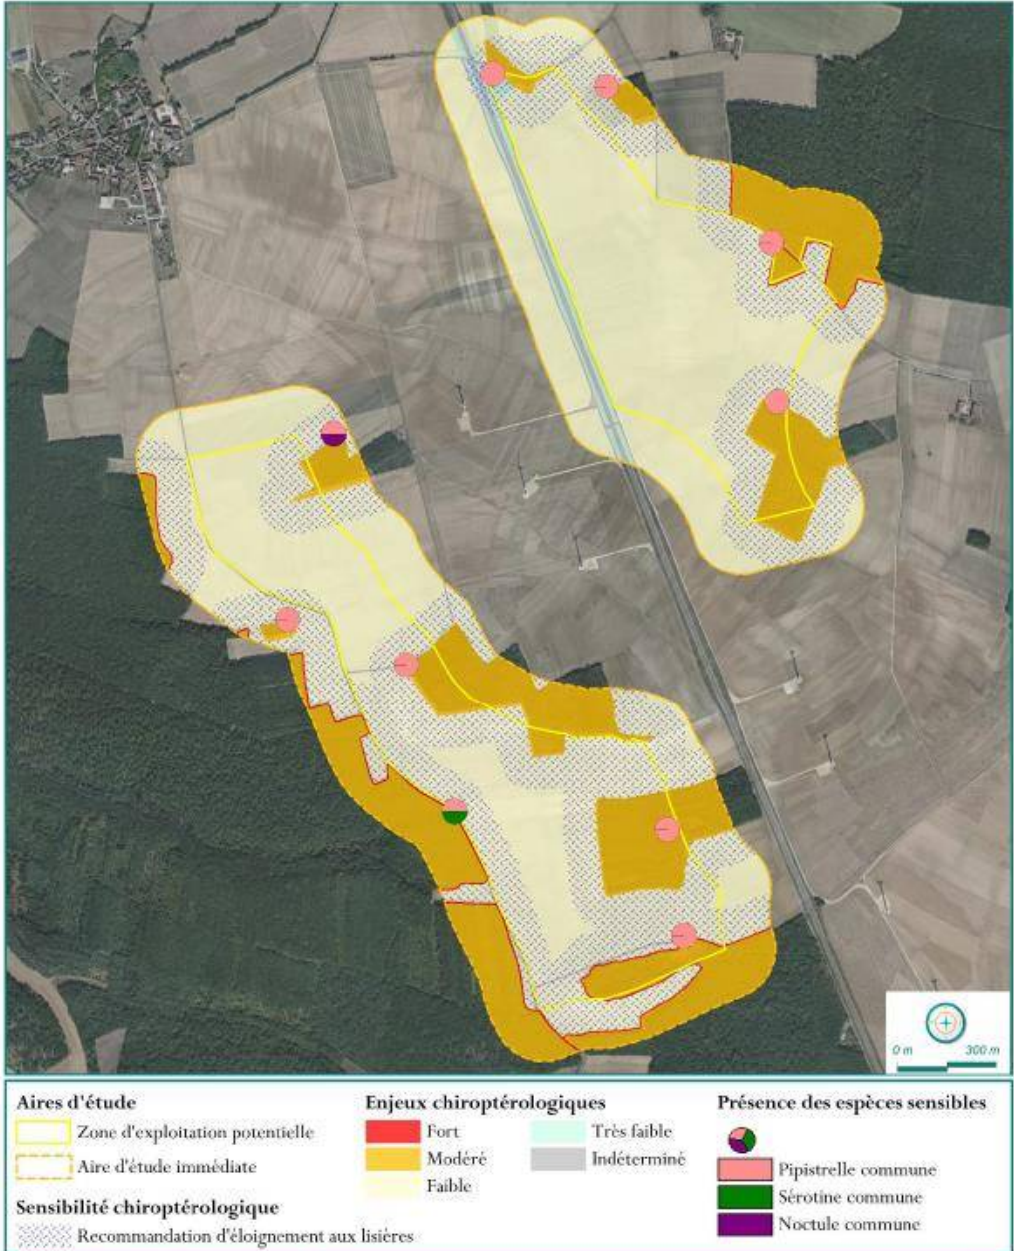 0 m 300 m
Aires d'étude
Zone d'exploitation potentielle
Aire d'étude immédiate
Sensibilité chiroptérologique
Recommandation d'éloignement aux lisières
Enjeux chiroptérologiques
Fort
Modéré
Faible
Très faible
Indéterminé
Présence des espèces sensibles
Pipistrelle commune
Sérotine commune
Noctule commune